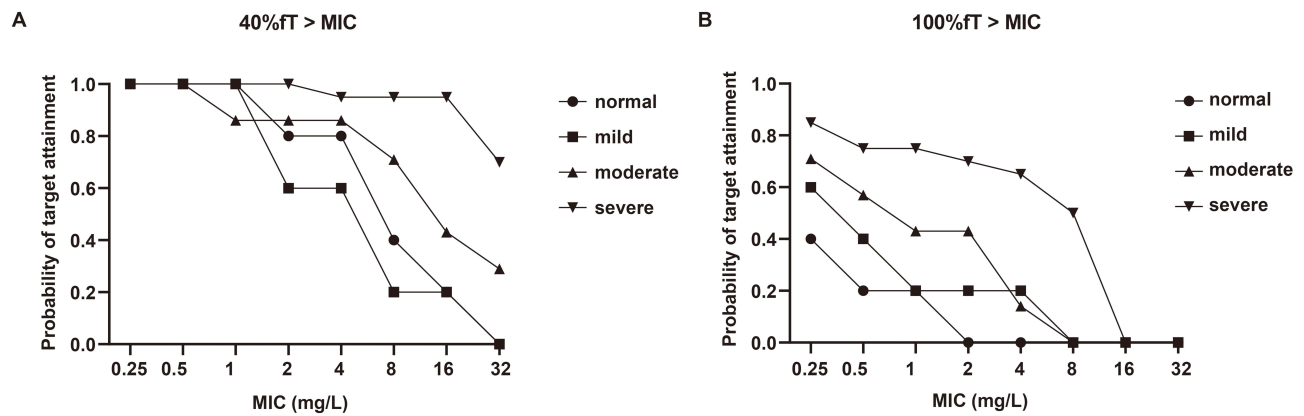 A
40%fT > MIC
Probability of target attainment
1.0
0.8
0.6
0.4
0.2
0.0
0.25 0.5 1 2 4 8 16 32
MIC (mg/L)
normal
mild
moderate
severe
B
100%fT > MIC
Probability of target attainment
1.0
0.8
0.6
0.4
0.2
0.0
0.25 0.5 1 2 4 8 16 32
MIC (mg/L)
normal
mild
moderate
severe